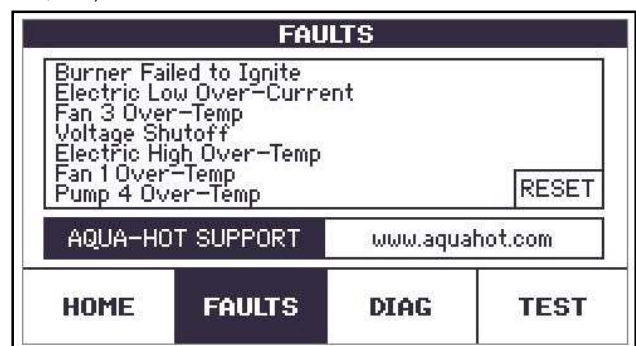 FAULTS
Burner Failed to Ignite
Electric Low Over-Current
Fan 3 Over-Temp
Voltage Shutoff
Electric High Over-Temp
Fan 1 Over-Temp
Pump 4 Over-Temp
RESET
AQUA-HOT SUPPORT www.aquahot.com
HOME FAULTS DIAG TEST